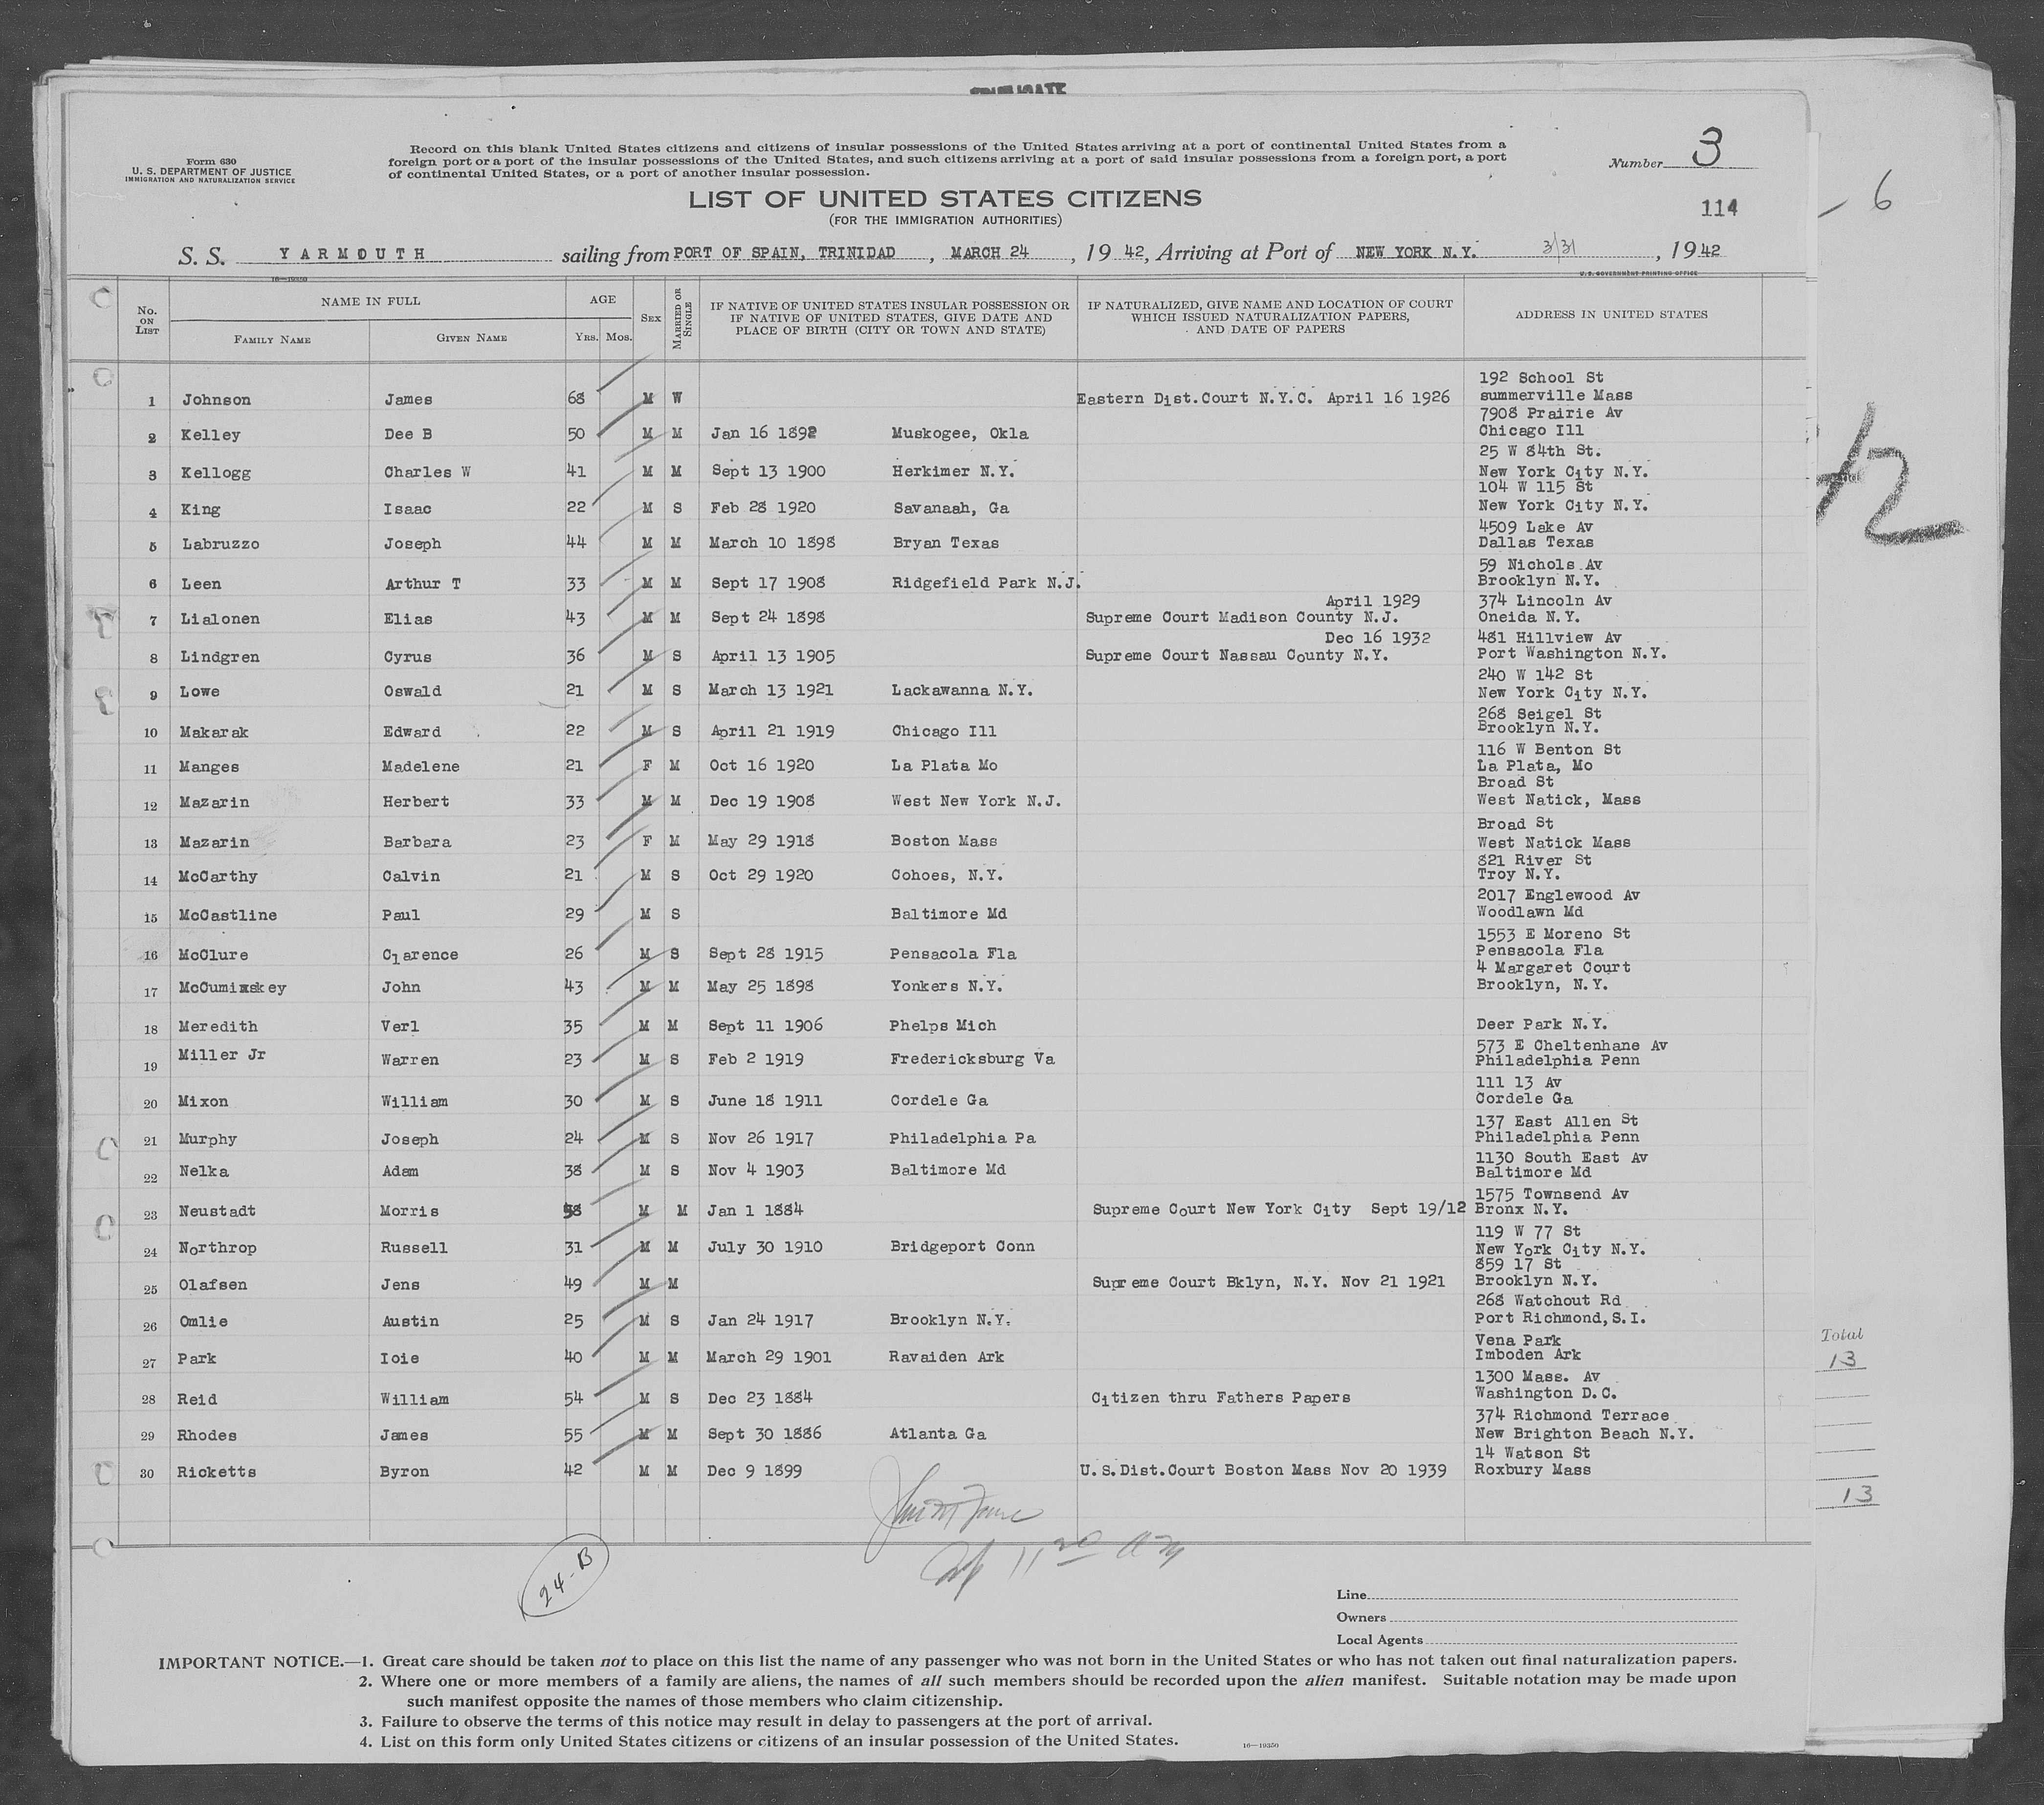 Form 630
U. S. DEPARTMENT OF JUSTICE
IMMIGRATION AND NATURALIZATION SERVICE
Record on this blank United States citizens and citizens of insular possessions of the United States arriving at a port of continental United States from a
foreign port or a port of the insular possessions of the United States, and such citizens arriving at a port of said insular possessions from a foreign port, a port
of continental United States, or a port of another insular possession.
Number 3
LIST OF UNITED STATES CITIZENS
(FOR THE IMMIGRATION AUTHORITIES)
114
6
S. S. YARMOUTH sailing from PORT OF SPAIN, TRINIDAD, MARCH 24, 19 42, Arriving at Port of NEW YORK N.Y. 3/31, 19 42
16—19350
U. S. GOVERNMENT PRINTING OFFICE
No. ON LIST NAME IN FULL FAMILY NAME GIVEN NAME AGE YRS. MOS. SEX MARRIED OR SINGLE IF NATIVE OF UNITED STATES INSULAR POSSESSION OR IF NATIVE OF UNITED STATES, GIVE DATE AND PLACE OF BIRTH (CITY OR TOWN AND STATE) IF NATURALIZED, GIVE NAME AND LOCATION OF COURT WHICH ISSUED NATURALIZATION PAPERS, AND DATE OF PAPERS ADDRESS IN UNITED STATES
192 School St
1 Johnson James 68 M W Eastern Dist.Court N.Y.C. April 16 1926 summerville Mass
7908 Prairie Av
2 Kelley Dee B 50 M M Jan 16 1892 Muskogee, Okla Chicago Ill
25 W 84th St.
3 Kellogg Charles W 41 M M Sept 13 1900 Herkimer N.Y. New York City N.Y.
104 W 115 St
4 King Isaac 22 M S Feb 28 1920 Savanaah, Ga New York City N.Y.
4509 Lake Av
5 Labruzzo Joseph 44 M M March 10 1898 Bryan Texas Dallas Texas
59 Nichols Av
6 Leen Arthur T 33 M M Sept 17 1908 Ridgefield Park N.J. Brooklyn N.Y.
April 1929 374 Lincoln Av
7 Lialonen Elias 43 M M Sept 24 1898 Supreme Court Madison County N.J. Oneida N.Y.
Dec 16 1932 481 Hillview Av
8 Lindgren Cyrus 36 M S April 13 1905 Supreme Court Nassau County N.Y. Port Washington N.Y.
240 W 142 St
9 Lowe Oswald 21 M S March 13 1921 Lackawanna N.Y. New York City N.Y.
268 Seigel St
10 Makarak Edward 22 M S April 21 1919 Chicago Ill Brooklyn N.Y.
116 W Benton St
11 Manges Madelene 21 F M Oct 16 1920 La Plata Mo La Plata, Mo
Broad St
12 Mazarin Herbert 33 M M Dec 19 1908 West New York N.J. West Natick, Mass
Broad St
13 Mazarin Barbara 23 F M May 29 1918 Boston Mass West Natick Mass
821 River St
14 McCarthy Calvin 21 M S Oct 29 1920 Cohoes, N.Y. Troy N.Y.
2017 Englewood Av
15 McCastline Paul 29 M S Baltimore Md Woodlawn Md
1553 E Moreno St
16 McClure Clarence 26 M S Sept 28 1915 Pensacola Fla Pensacola Fla
4 Margaret Court
17 McCumixskey John 43 M M May 25 1898 Yonkers N.Y. Brooklyn, N.Y.
18 Meredith Verl 35 M M Sept 11 1906 Phelps Mich Deer Park N.Y.
573 E Cheltenhane Av
19 Miller Jr Warren 23 M S Feb 2 1919 Fredericksburg Va Philadelphia Penn
111 13 Av
20 Mixon William 30 M S June 18 1911 Cordele Ga Cordele Ga
137 East Allen St
21 Murphy Joseph 24 M S Nov 26 1917 Philadelphia Pa Philadelphia Penn
1130 South East Av
22 Nelka Adam 38 M S Nov 4 1903 Baltimore Md Baltimore Md
1575 Townsend Av
23 Neustadt Morris 58 M M Jan 1 1884 Supreme Court New York City Sept 19/12 Bronx N.Y.
119 W 77 St
24 Northrop Russell 31 M M July 30 1910 Bridgeport Conn New York City N.Y.
859 17 St
25 Olafsen Jens 49 M M Supreme Court Bklyn, N.Y. Nov 21 1921 Brooklyn N.Y.
268 Watchout Rd
26 Omlie Austin 25 M S Jan 24 1917 Brooklyn N.Y. Port Richmond, S.I.
Vena Park
27 Park Ioie 40 M M March 29 1901 Ravaiden Ark Imboden Ark
1300 Mass. Av
28 Reid William 54 M S Dec 23 1884 Citizen thru Fathers Papers Washington D.C.
374 Richmond Terrace
29 Rhodes James 55 M M Sept 30 1886 Atlanta Ga New Brighton Beach N.Y.
14 Watson St
30 Ricketts Byron 42 M M Dec 9 1899 U.S.Dist.Court Boston Mass Nov 20 1939 Roxbury Mass
Total
13
13
11 30 AM
24-B
Line
Owners
Local Agents
IMPORTANT NOTICE.—1. Great care should be taken not to place on this list the name of any passenger who was not born in the United States or who has not taken out final naturalization papers.
2. Where one or more members of a family are aliens, the names of all such members should be recorded upon the alien manifest. Suitable notation may be made upon
such manifest opposite the names of those members who claim citizenship.
3. Failure to observe the terms of this notice may result in delay to passengers at the port of arrival.
4. List on this form only United States citizens or citizens of an insular possession of the United States.
16—19350